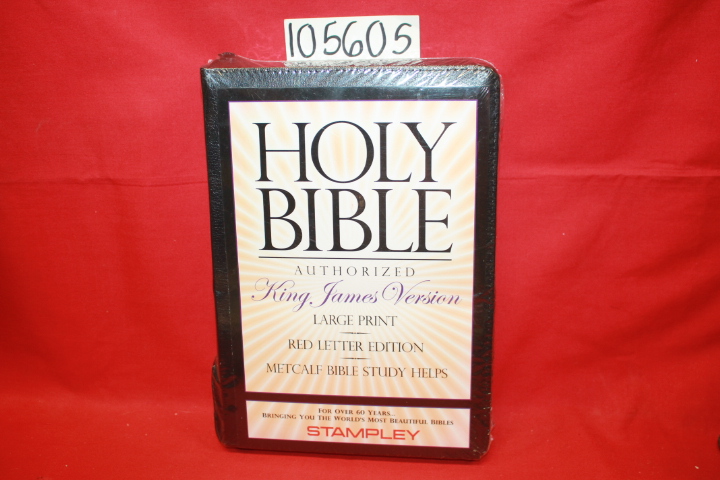 105605
HOLY
BIBLE
AUTHORIZED
King James Version
LARGE PRINT
RED LETTER EDITION
METCALF BIBLE STUDY HELPS
FOR OVER 60 YEARS...
BRINGING YOU THE WORLD'S MOST BEAUTIFUL BIBLES
STAMPLEY